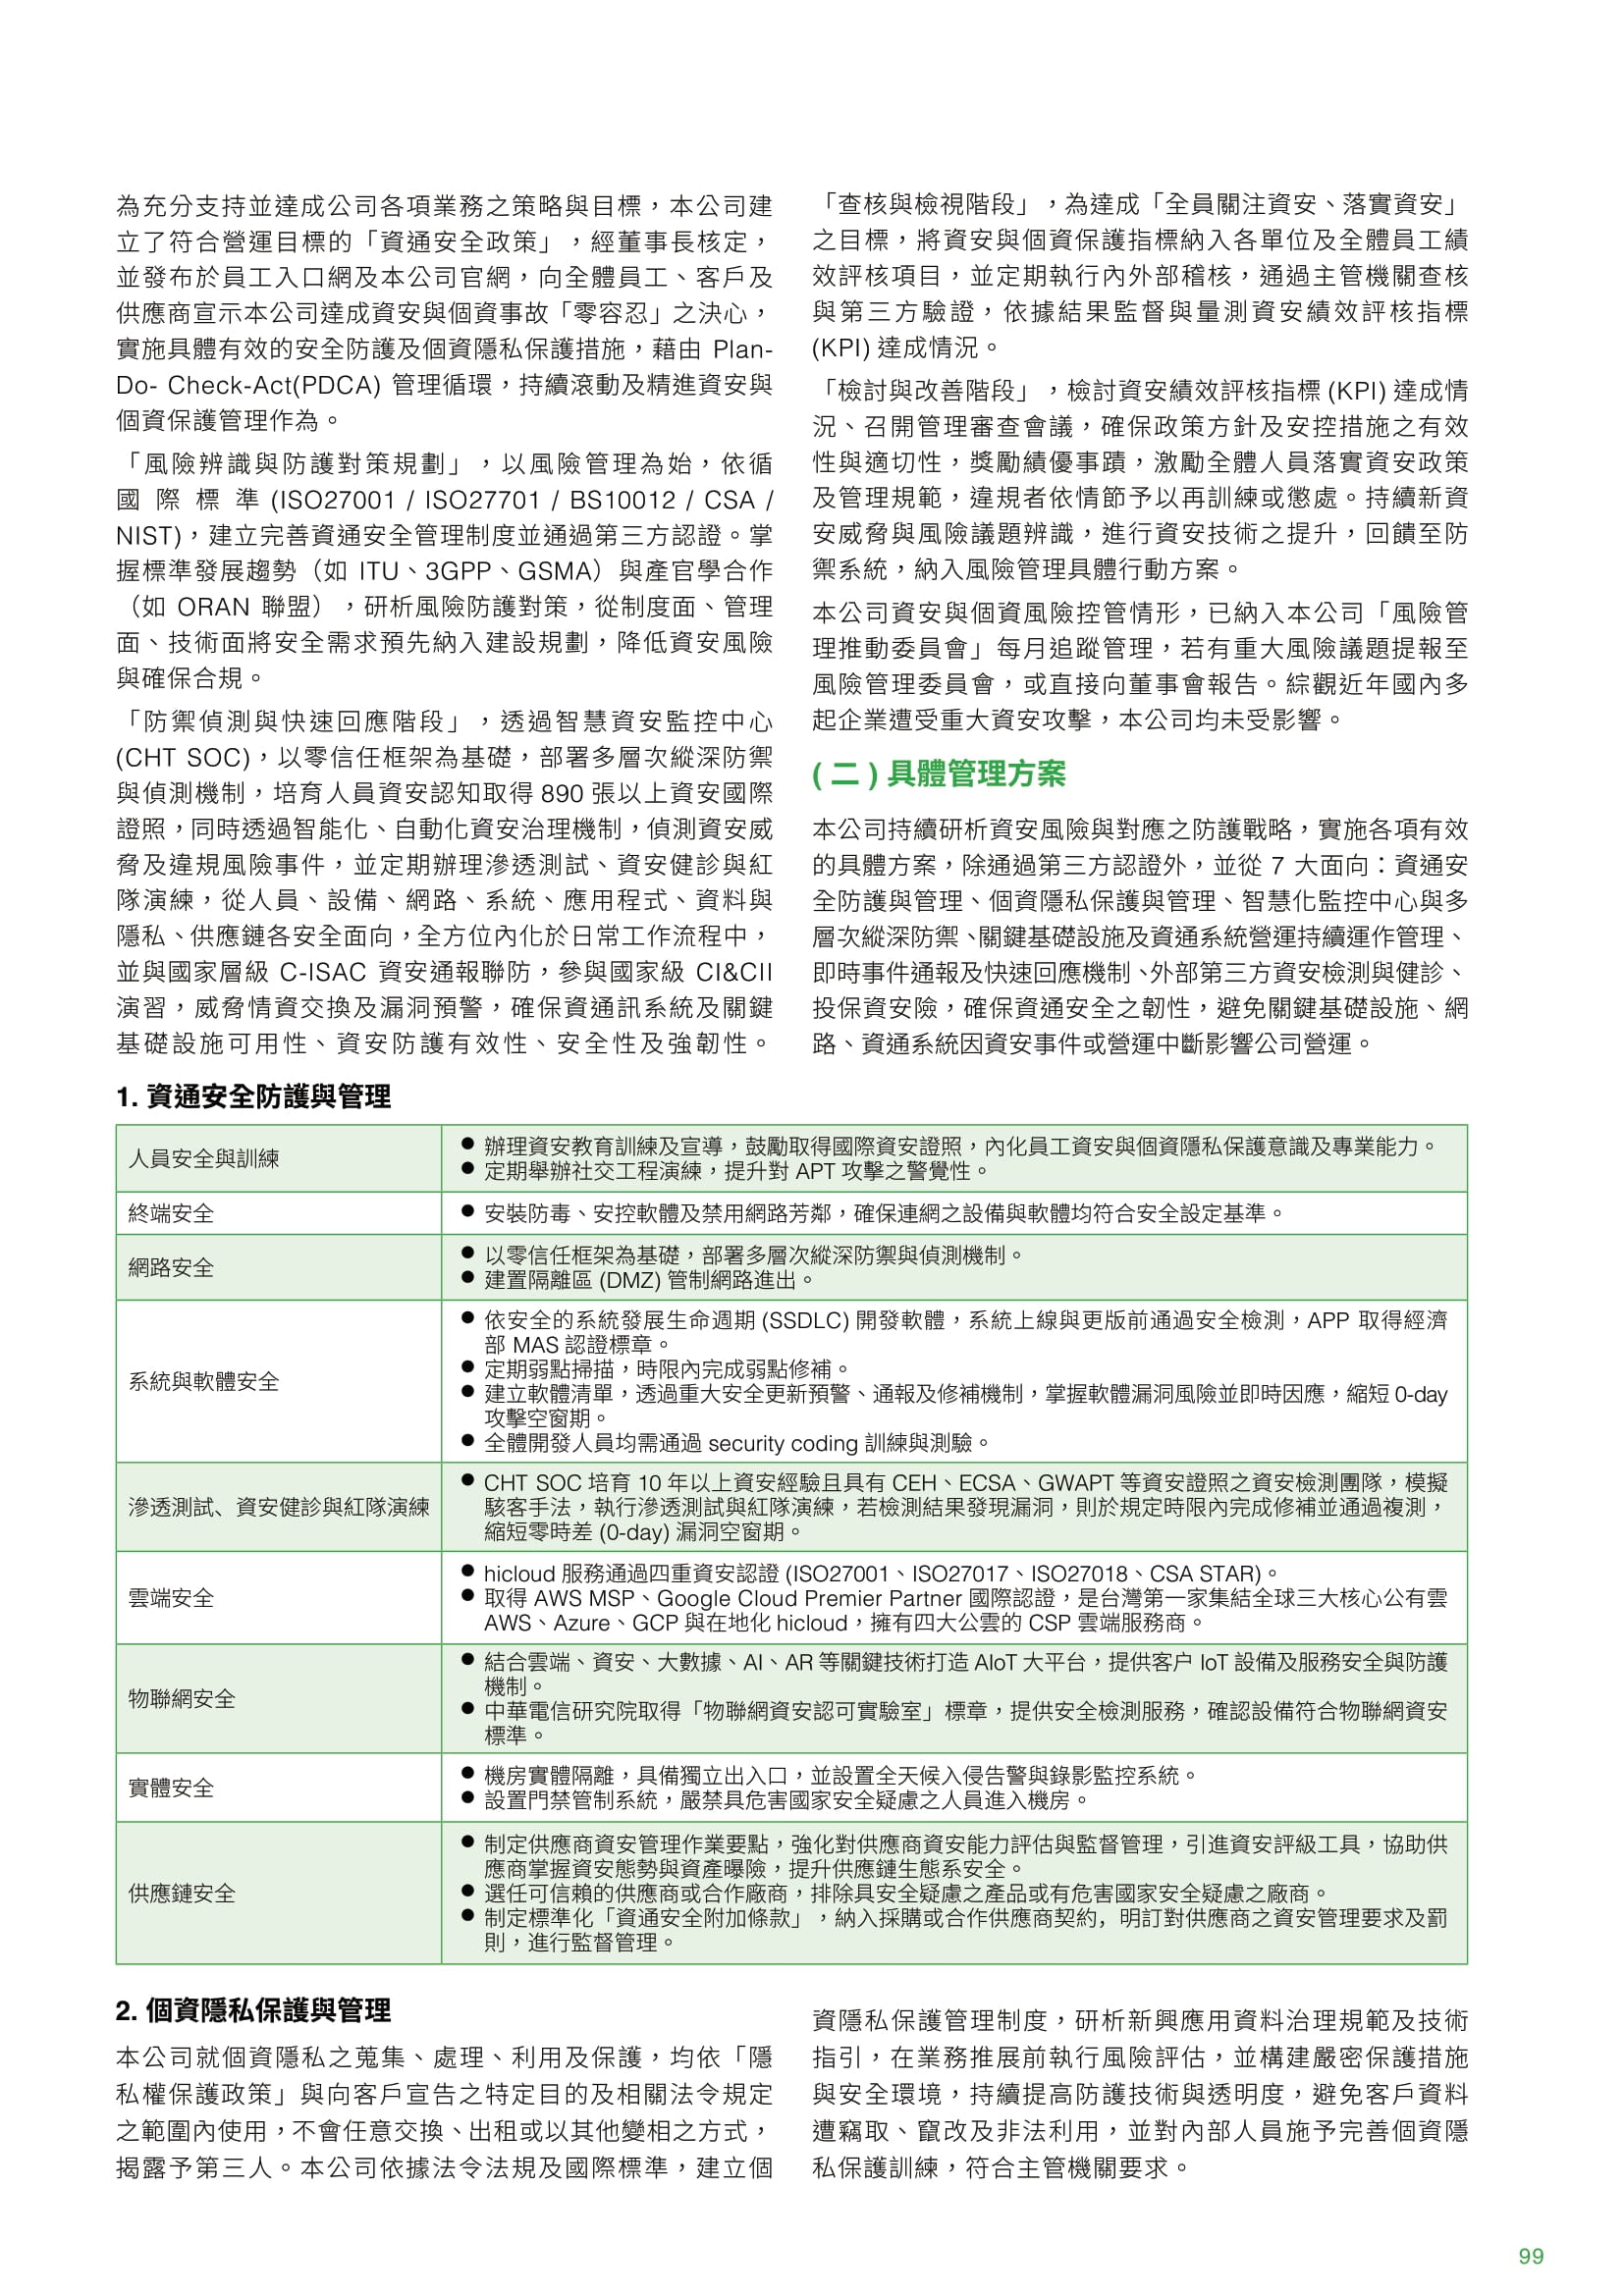 為充分支持並達成公司各項業務之策略與目標，本公司建
立了符合營運目標的「資通安全政策」，經董事長核定，
並發布於員工入口網及本公司官網，向全體員工、客戶及
供應商宣示本公司達成資安與個資事故「零容忍」之決心，
實施具體有效的安全防護及個資隱私保護措施，藉由 Plan-
Do- Check-Act(PDCA) 管理循環，持續滾動及精進資安與
個資保護管理作為。
「風險辨識與防護對策規劃」，以風險管理為始，依循
國際標準 (ISO27001 / ISO27701 / BS10012 / CSA /
NIST)，建立完善資通安全管理制度並通過第三方認證。掌
握標準發展趨勢（如 ITU、3GPP、GSMA）與產官學合作
（如 ORAN 聯盟），研析風險防護對策，從制度面、管理
面、技術面將安全需求預先納入建設規劃，降低資安風險
與確保合規。
「防禦偵測與快速回應階段」，透過智慧資安監控中心
(CHT SOC)，以零信任框架為基礎，部署多層次縱深防禦
與偵測機制，培育人員資安認知取得 890 張以上資安國際
證照，同時透過智能化、自動化資安治理機制，偵測資安威
脅及違規風險事件，並定期辦理滲透測試、資安健診與紅
隊演練，從人員、設備、網路、系統、應用程式、資料與
隱私、供應鏈各安全面向，全方位內化於日常工作流程中，
並與國家層級 C-ISAC 資安通報聯防，參與國家級 CI&CII
演習，威脅情資交換及漏洞預警，確保資通訊系統及關鍵
基礎設施可用性、資安防護有效性、安全性及強韌性。
「查核與檢視階段」，為達成「全員關注資安、落實資安」
之目標，將資安與個資保護指標納入各單位及全體員工績
效評核項目，並定期執行內外部稽核，通過主管機關查核
與第三方驗證，依據結果監督與量測資安績效評核指標
(KPI) 達成情況。
「檢討與改善階段」，檢討資安績效評核指標 (KPI) 達成情
況、召開管理審查會議，確保政策方針及安控措施之有效
性與適切性，獎勵績優事蹟，激勵全體人員落實資安政策
及管理規範，違規者依情節予以再訓練或懲處。持續新資
安威脅與風險議題辨識，進行資安技術之提升，回饋至防
禦系統，納入風險管理具體行動方案。
本公司資安與個資風險控管情形，已納入本公司「風險管
理推動委員會」每月追蹤管理，若有重大風險議題提報至
風險管理委員會，或直接向董事會報告。綜觀近年國內多
起企業遭受重大資安攻擊，本公司均未受影響。
( 二 ) 具體管理方案
本公司持續研析資安風險與對應之防護戰略，實施各項有效
的具體方案，除通過第三方認證外，並從 7 大面向：資通安
全防護與管理、個資隱私保護與管理、智慧化監控中心與多
層次縱深防禦、關鍵基礎設施及資通系統營運持續運作管理、
即時事件通報及快速回應機制、外部第三方資安檢測與健診、
投保資安險，確保資通安全之韌性，避免關鍵基礎設施、網
路、資通系統因資安事件或營運中斷影響公司營運。
1. 資通安全防護與管理
人員安全與訓練
● 辦理資安教育訓練及宣導，鼓勵取得國際資安證照，內化員工資安與個資隱私保護意識及專業能力。
● 定期舉辦社交工程演練，提升對 APT 攻擊之警覺性。
終端安全
● 安裝防毒、安控軟體及禁用網路芳鄰，確保連網之設備與軟體均符合安全設定基準。
網路安全
● 以零信任框架為基礎，部署多層次縱深防禦與偵測機制。
● 建置隔離區 (DMZ) 管制網路進出。
系統與軟體安全
● 依安全的系統發展生命週期 (SSDLC) 開發軟體，系統上線與更版前通過安全檢測，APP 取得經濟
部 MAS 認證標章。
● 定期弱點掃描，時限內完成弱點修補。
● 建立軟體清單，透過重大安全更新預警、通報及修補機制，掌握軟體漏洞風險並即時因應，縮短 0-day
攻擊空窗期。
● 全體開發人員均需通過 security coding 訓練與測驗。
滲透測試、資安健診與紅隊演練
● CHT SOC 培育 10 年以上資安經驗且具有 CEH、ECSA、GWAPT 等資安證照之資安檢測團隊，模擬
駭客手法，執行滲透測試與紅隊演練，若檢測結果發現漏洞，則於規定時限內完成修補並通過複測，
縮短零時差 (0-day) 漏洞空窗期。
雲端安全
● hicloud 服務通過四重資安認證 (ISO27001、ISO27017、ISO27018、CSA STAR)。
● 取得 AWS MSP、Google Cloud Premier Partner 國際認證，是台灣第一家集結全球三大核心公有雲
AWS、Azure、GCP 與在地化 hicloud，擁有四大公雲的 CSP 雲端服務商。
物聯網安全
● 結合雲端、資安、大數據、AI、AR 等關鍵技術打造 AIoT 大平台，提供客戶 IoT 設備及服務安全與防護
機制。
● 中華電信研究院取得「物聯網資安認可實驗室」標章，提供安全檢測服務，確認設備符合物聯網資安
標準。
實體安全
● 機房實體隔離，具備獨立出入口，並設置全天候入侵告警與錄影監控系統。
● 設置門禁管制系統，嚴禁具危害國家安全疑慮之人員進入機房。
供應鏈安全
● 制定供應商資安管理作業要點，強化對供應商資安能力評估與監督管理，引進資安評級工具，協助供
應商掌握資安態勢與資產曝險，提升供應鏈生態系安全。
● 選任可信賴的供應商或合作廠商，排除具安全疑慮之產品或有危害國家安全疑慮之廠商。
● 制定標準化「資通安全附加條款」，納入採購或合作供應商契約, 明訂對供應商之資安管理要求及罰
則，進行監督管理。
2. 個資隱私保護與管理
本公司就個資隱私之蒐集、處理、利用及保護，均依「隱
私權保護政策」與向客戶宣告之特定目的及相關法令規定
之範圍內使用，不會任意交換、出租或以其他變相之方式，
揭露予第三人。本公司依據法令法規及國際標準，建立個
資隱私保護管理制度，研析新興應用資料治理規範及技術
指引，在業務推展前執行風險評估，並構建嚴密保護措施
與安全環境，持續提高防護技術與透明度，避免客戶資料
遭竊取、竄改及非法利用，並對內部人員施予完善個資隱
私保護訓練，符合主管機關要求。
99